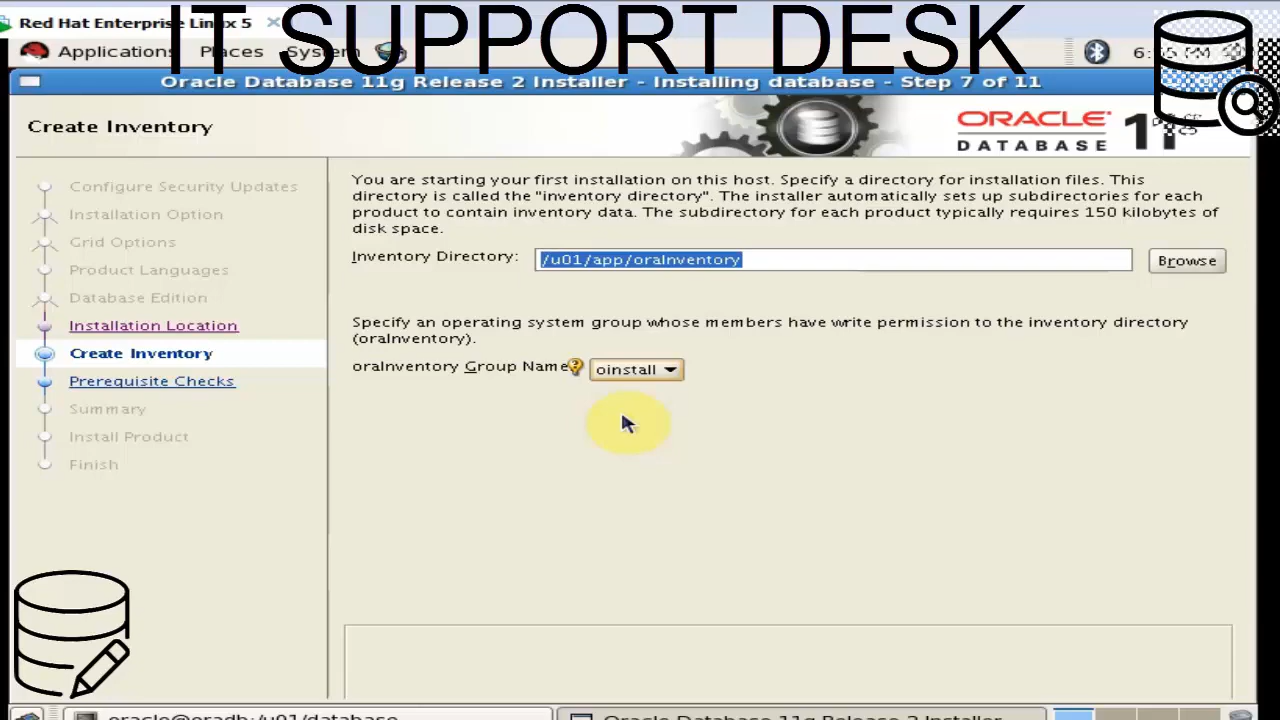 Red Hat Enterprise Linux 5
IT SUPPORT DESK
Applications Places System
Oracle Database 11g Release 2 Installer - Installing database - Step 7 of 11
Create Inventory
ORACLE
DATABASE
Configure Security Updates
Installation Option
Grid Options
Product Languages
Database Edition
Installation Location
Create Inventory
Prerequisite Checks
Summary
Install Product
Finish
You are starting your first installation on this host. Specify a directory for installation files. This
directory is called the "inventory directory". The installer automatically sets up subdirectories for each
product to contain inventory data. The subdirectory for each product typically requires 150 kilobytes of
disk space.
Inventory Directory: /u01/app/oraInventory Browse
Specify an operating system group whose members have write permission to the inventory directory
(oraInventory).
oraInventory Group Name oinstall
oracle@oradb:/u01/database
Oracle Database 11g Release 2 Installer